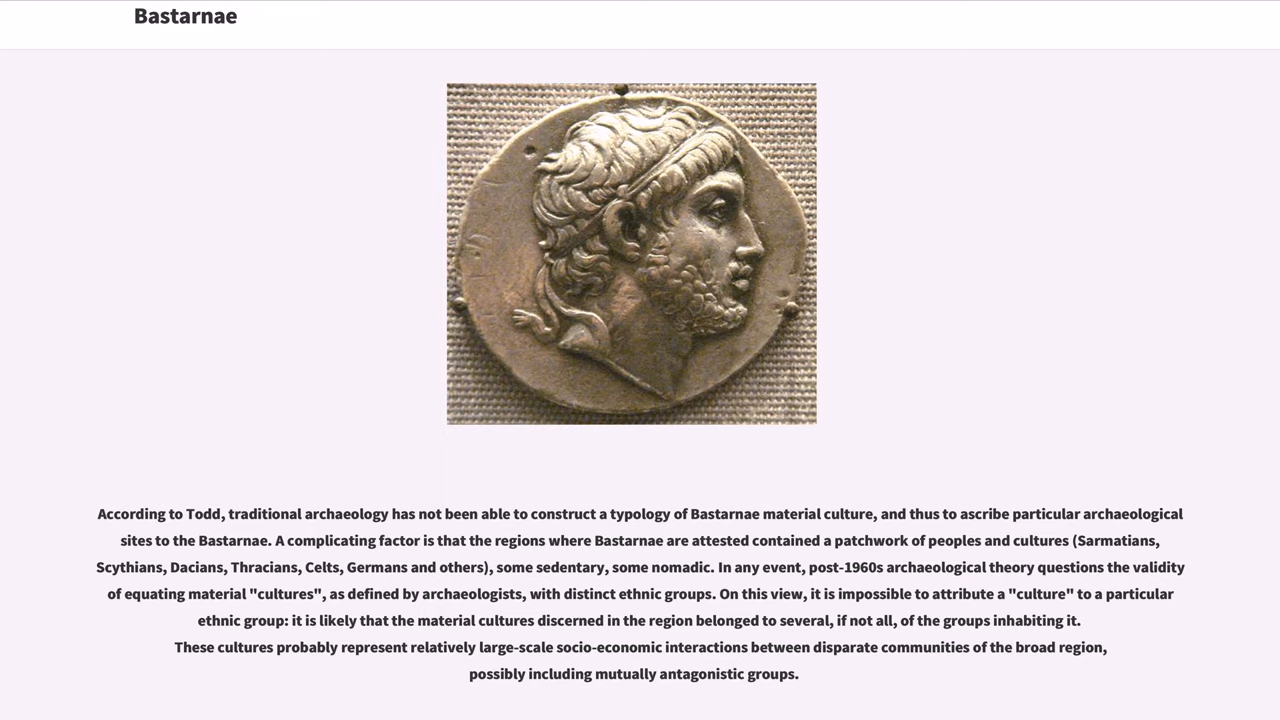 Bastarnae
According to Todd, traditional archaeology has not been able to construct a typology of Bastarnae material culture, and thus to ascribe particular archaeological
sites to the Bastarnae. A complicating factor is that the regions where Bastarnae are attested contained a patchwork of peoples and cultures (Sarmatians,
Scythians, Dacians, Thracians, Celts, Germans and others), some sedentary, some nomadic. In any event, post-1960s archaeological theory questions the validity
of equating material "cultures", as defined by archaeologists, with distinct ethnic groups. On this view, it is impossible to attribute a "culture" to a particular
ethnic group: it is likely that the material cultures discerned in the region belonged to several, if not all, of the groups inhabiting it.
These cultures probably represent relatively large-scale socio-economic interactions between disparate communities of the broad region,
possibly including mutually antagonistic groups.